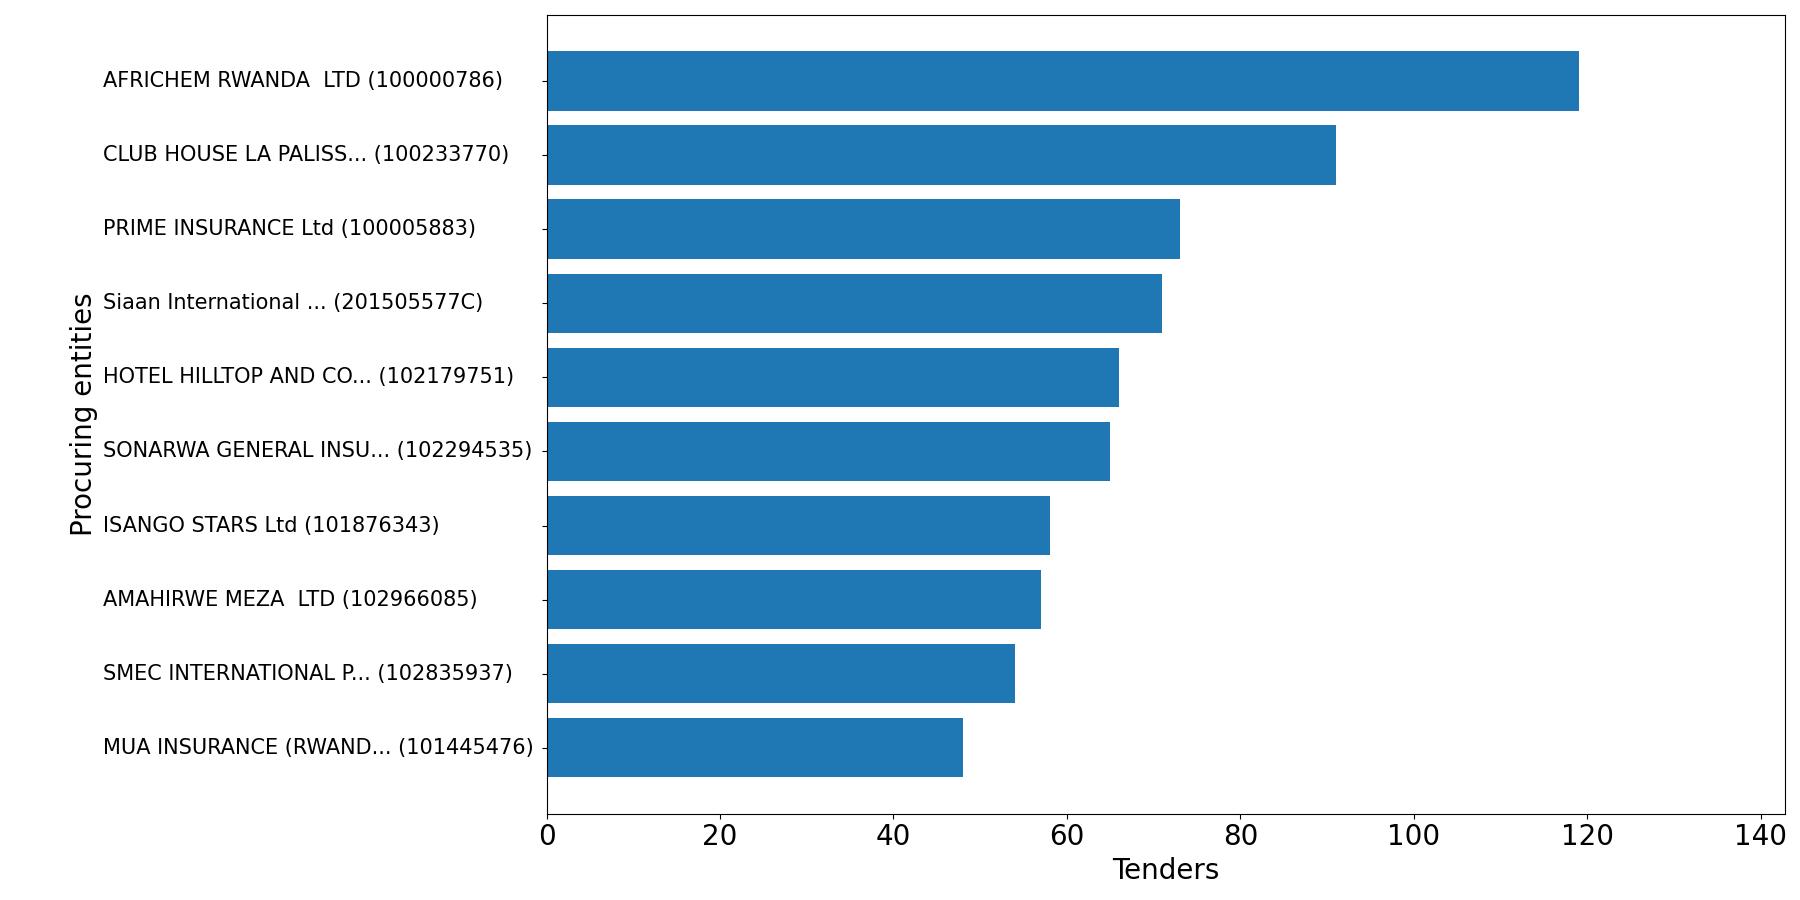 AFRICHEM RWANDA  LTD (100000786)
CLUB HOUSE LA PALISS... (100233770)
PRIME INSURANCE Ltd (100005883)
Siaan International ... (201505577C)
HOTEL HILLTOP AND CO... (102179751)
SONARWA GENERAL INSU... (102294535)
ISANGO STARS Ltd (101876343)
AMAHIRWE MEZA  LTD (102966085)
SMEC INTERNATIONAL P... (102835937)
MUA INSURANCE (RWAND... (101445476)
Procuring entities
0 20 40 60 80 100 120 140
Tenders